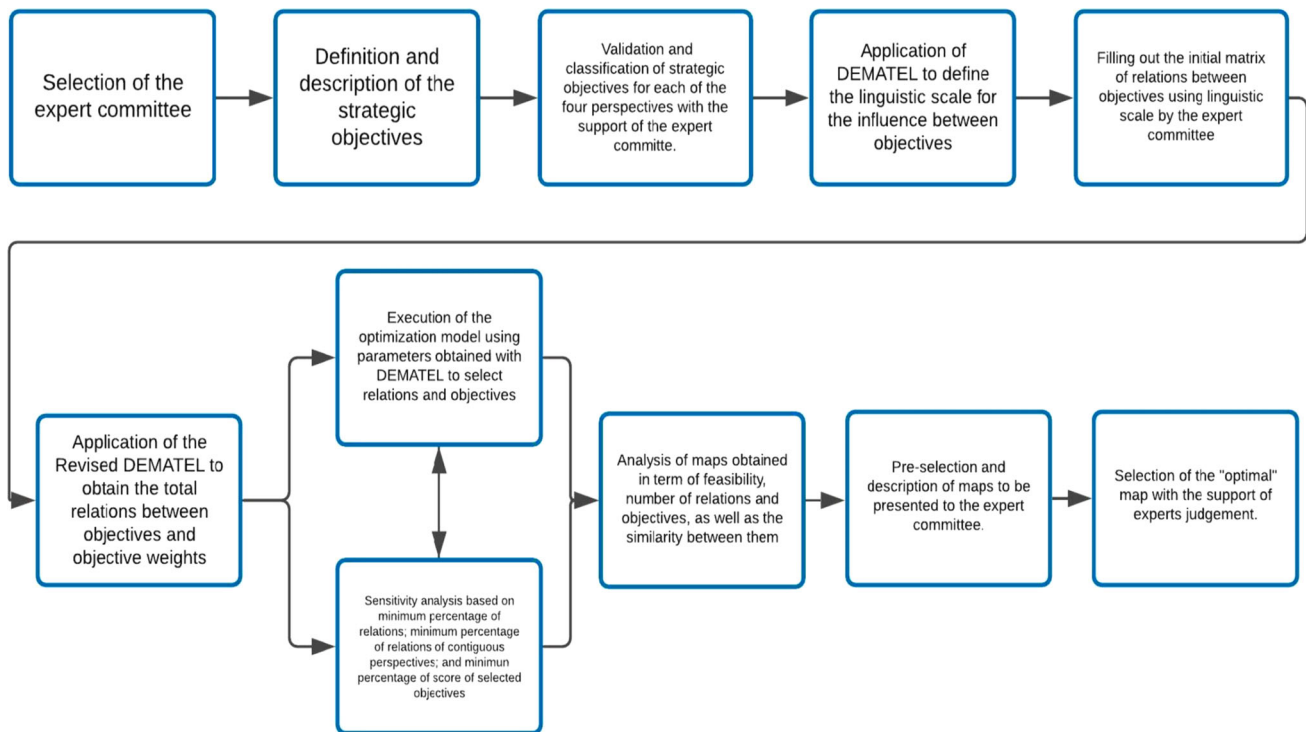 Selection of the
expert committee
Definition and
description of the
strategic
objectives
Validation and
classification of strategic
objectives for each of the
four perspectives with the
support of the expert
committe.
Application of
DEMATEL to define
the linguistic scale for
the influence between
objectives
Filling out the initial matrix
of relations between
objectives using linguistic
scale by the expert
committee
Application of the
Revised DEMATEL to
obtain the total
relations between
objectives and
objective weights
Execution of the
optimization model using
parameters obtained with
DEMATEL to select
relations and objectives
Sensitivity analysis based on
minimum percentage of
relations; minimum percentage
of relations of contiguous
perspectives; and minimun
percentage of score of selected
objectives
Analysis of maps obtained
in term of feasibility,
number of relations and
objectives, as well as the
similarity between them
Pre-selection and
description of maps to be
presented to the expert
committee.
Selection of the "optimal"
map with the support of
experts judgement.